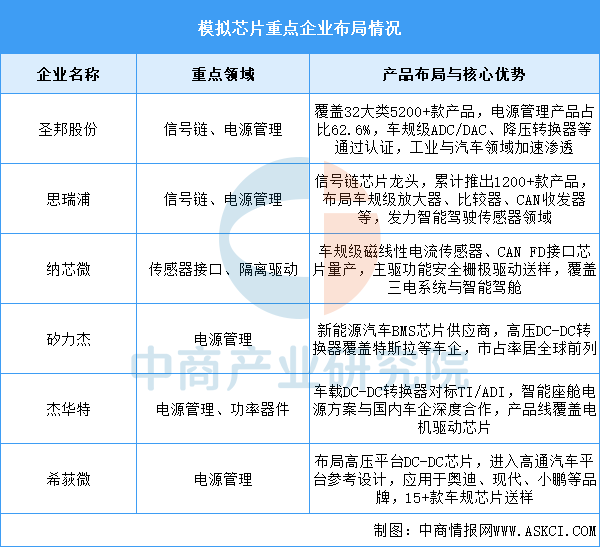 模拟芯片重点企业布局情况
企业名称 重点领域 产品布局与核心优势
圣邦股份 信号链、电源管理 覆盖32大类5200+款产品，电源管理产品占
比62.6%，车规级ADC/DAC、降压转换器等
通过认证，工业与汽车领域加速渗透
思瑞浦 信号链、电源管理 信号链芯片龙头，累计推出1200+款产品，
布局车规级放大器、比较器、CAN收发器
等，发力智能驾驶传感器领域
纳芯微 传感器接口、隔离驱动 车规级磁线性电流传感器、CAN FD接口芯
片量产，主驱功能安全栅极驱动送样，覆盖
三电系统与智能驾舱
矽力杰 电源管理 新能源汽车BMS芯片供应商，高压DC-DC转
换器覆盖特斯拉等车企，市占率居全球前列
杰华特 电源管理、功率器件 车载DC-DC转换器对标TI/ADI，智能座舱电
源方案与国内车企深度合作，产品线覆盖电
机驱动芯片
希荻微 电源管理 布局高压平台DC-DC芯片，进入高通汽车平
台参考设计，应用于奥迪、现代、小鹏等品
牌，15+款车规芯片送样
中商产业研究院
制图：中商情报网WWW.ASKCI.COM